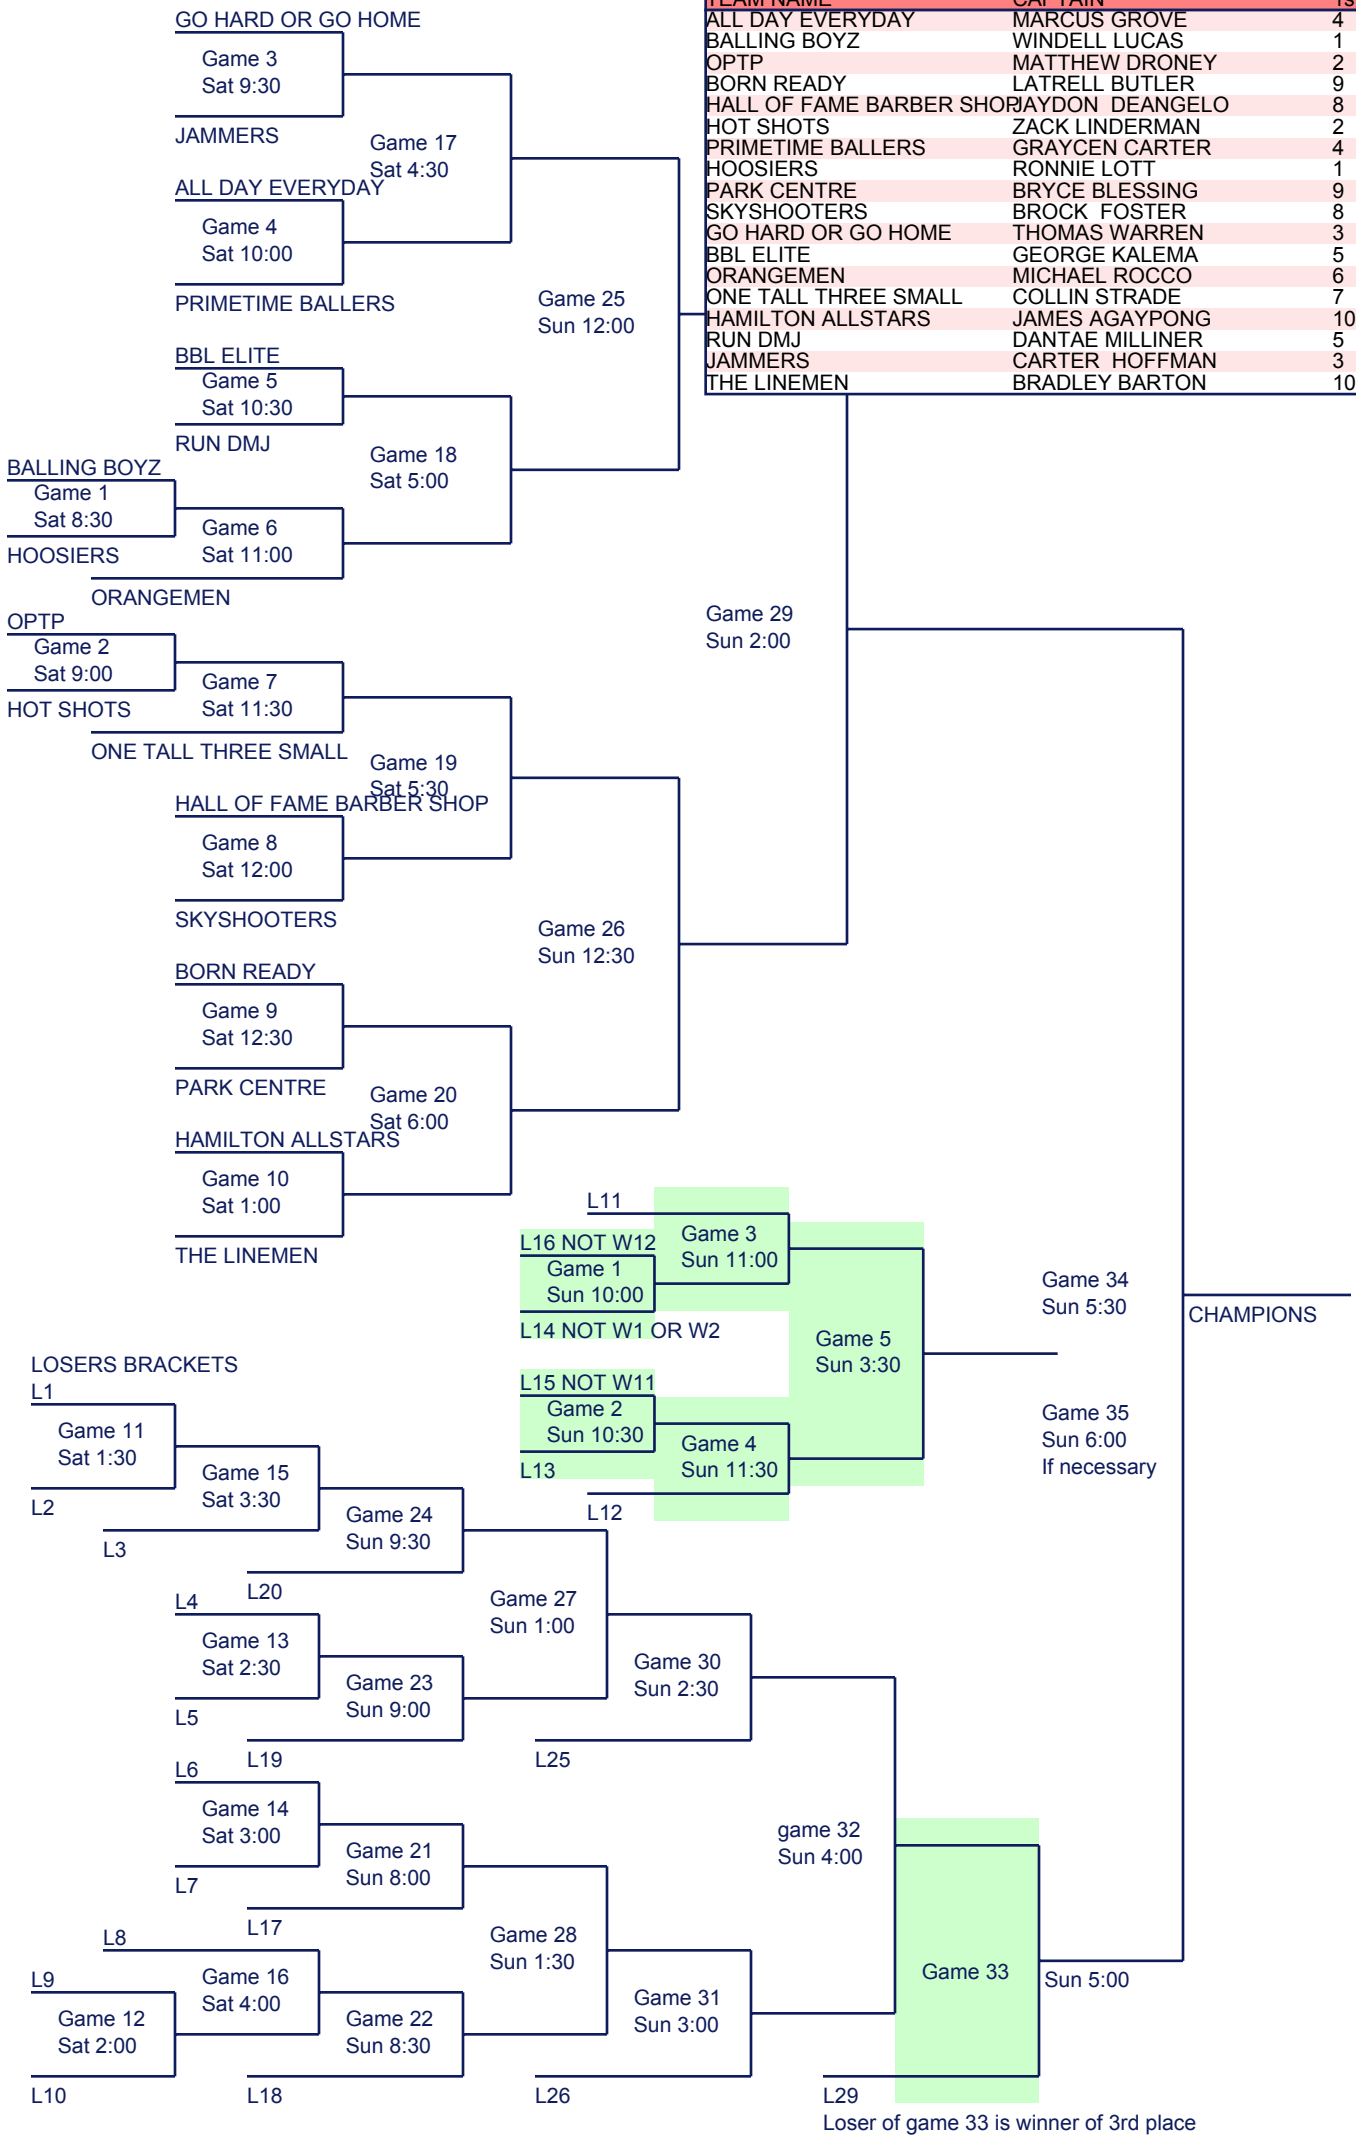 TEAM NAME CAPTAIN
ALL DAY EVERYDAY MARCUS GROVE 4
BALLING BOYZ WINDELL LUCAS 1
OPTP MATTHEW DRONEY 2
BORN READY LATRELL BUTLER 9
HALL OF FAME BARBER SHOP JAYDON DEANGELO 8
HOT SHOTS ZACK LINDERMAN 2
PRIMETIME BALLERS GRAYCEN CARTER 4
HOOSIERS RONNIE LOTT 1
PARK CENTRE BRYCE BLESSING 9
SKYSHOOTERS BROCK FOSTER 8
GO HARD OR GO HOME THOMAS WARREN 3
BBL ELITE GEORGE KALEMA 5
ORANGEMEN MICHAEL ROCCO 6
ONE TALL THREE SMALL COLLIN STRADE 7
HAMILTON ALLSTARS JAMES AGAYPONG 10
RUN DMJ DANTAE MILLINER 5
JAMMERS CARTER HOFFMAN 3
THE LINEMEN BRADLEY BARTON 10
GO HARD OR GO HOME
Game 3
Sat 9:30
JAMMERS
Game 17
Sat 4:30
ALL DAY EVERYDAY
Game 4
Sat 10:00
PRIMETIME BALLERS
Game 25
Sun 12:00
BBL ELITE
Game 5
Sat 10:30
RUN DMJ
Game 18
Sat 5:00
BALLING BOYZ
Game 1
Sat 8:30
HOOSIERS
Game 6
Sat 11:00
ORANGEMEN
Game 29
Sun 2:00
OPTP
Game 2
Sat 9:00
HOT SHOTS
Game 7
Sat 11:30
ONE TALL THREE SMALL
Game 19
Sat 5:30
HALL OF FAME BARBER SHOP
Game 8
Sat 12:00
SKYSHOOTERS
Game 26
Sun 12:30
BORN READY
Game 9
Sat 12:30
PARK CENTRE
Game 20
Sat 6:00
HAMILTON ALLSTARS
Game 10
Sat 1:00
THE LINEMEN
L11
L16 NOT W12
Game 3
Sun 11:00
Game 1
Sun 10:00
L14 NOT W1 OR W2
Game 5
Sun 3:30
L15 NOT W11
Game 2
Sun 10:30
L13
Game 4
Sun 11:30
L12
Game 34
Sun 5:30
CHAMPIONS
Game 35
Sun 6:00
If necessary
LOSERS BRACKETS
L1
Game 11
Sat 1:30
L2
Game 15
Sat 3:30
L3
Game 24
Sun 9:30
L20
L4
Game 13
Sat 2:30
L5
Game 23
Sun 9:00
L19
Game 27
Sun 1:00
Game 30
Sun 2:30
L25
L6
Game 14
Sat 3:00
L7
Game 21
Sun 8:00
L17
L8
L9
Game 16
Sat 4:00
Game 12
Sat 2:00
L10
Game 22
Sun 8:30
L18
Game 28
Sun 1:30
Game 31
Sun 3:00
L26
game 32
Sun 4:00
Game 33
Sun 5:00
L29
Loser of game 33 is winner of 3rd place